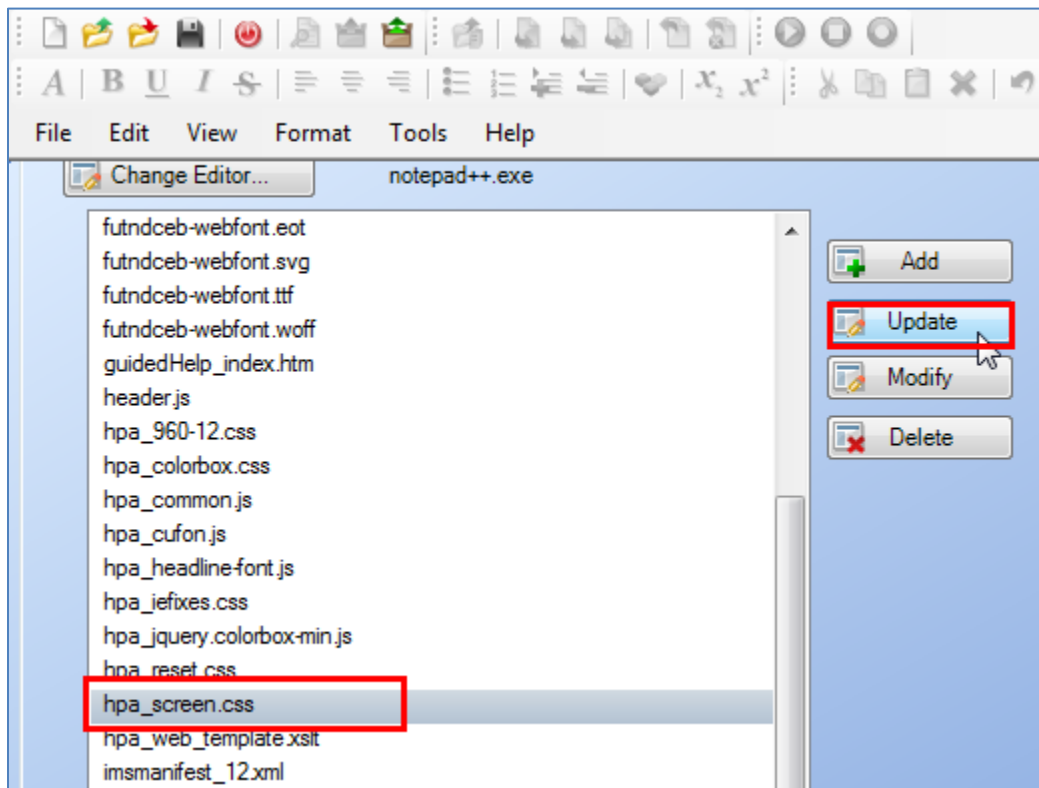 A B U I S X₂ X²
File Edit View Format Tools Help
Change Editor... notepad++.exe
futndceb-webfont.eot
futndceb-webfont.svg
futndceb-webfont.ttf
futndceb-webfont.woff
guidedHelp_index.htm
header.js
hpa_960-12.css
hpa_colorbox.css
hpa_common.js
hpa_cufon.js
hpa_headline-font.js
hpa_iefixes.css
hpa_jquery.colorbox-min.js
hpa_reset.css
hpa_screen.css
hpa_web_template.xslt
imsmanifest_12.xml
Add
Update
Modify
Delete